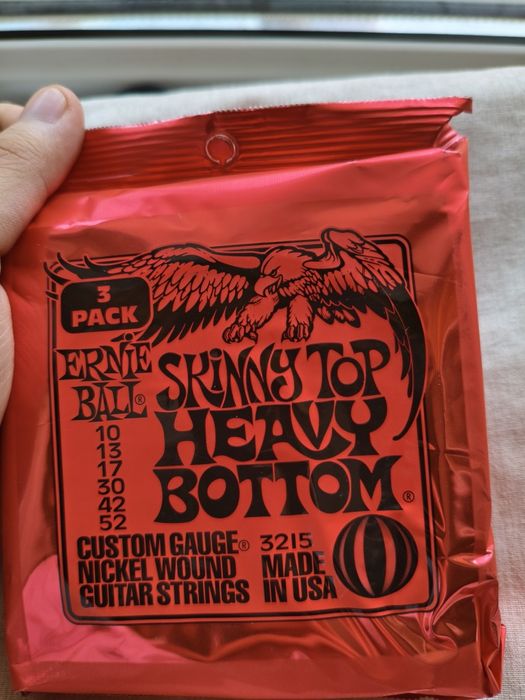 3
PACK
ERNIE
BALL®
10
13
17
30
42
52
SKINNY TOP
HEAVY
BOTTOM®
CUSTOM GAUGE®
NICKEL WOUND
GUITAR STRINGS
3215
MADE
IN USA